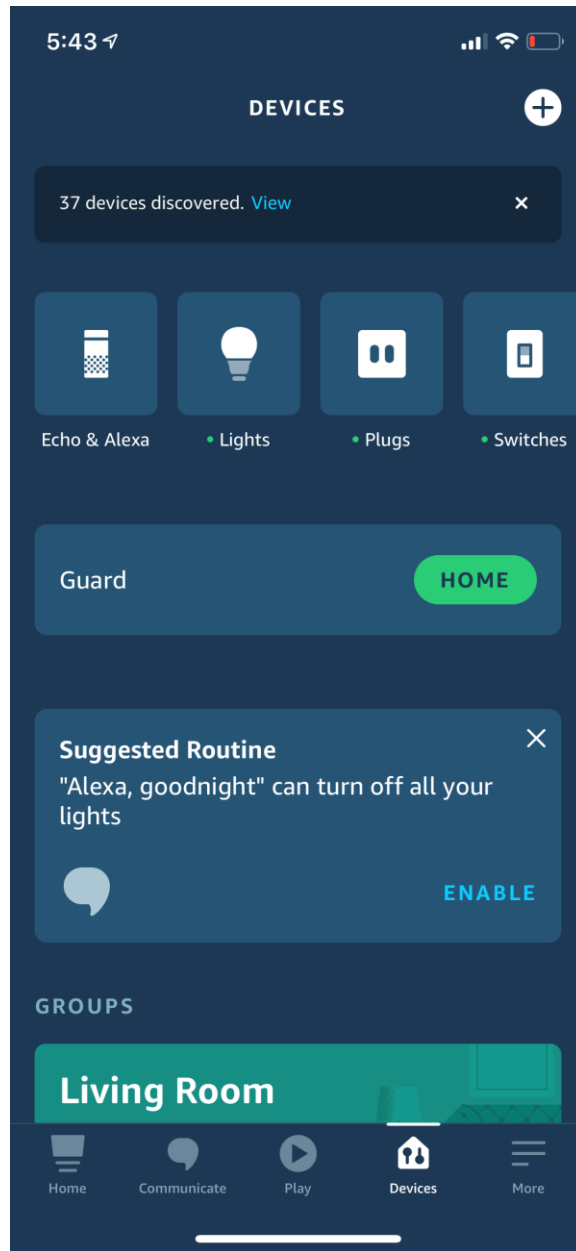 5:43
DEVICES
37 devices discovered. View
Echo & Alexa
Lights
Plugs
Switches
Guard
HOME
Suggested Routine
"Alexa, goodnight" can turn off all your
lights
ENABLE
GROUPS
Living Room
Home
Communicate
Play
Devices
More